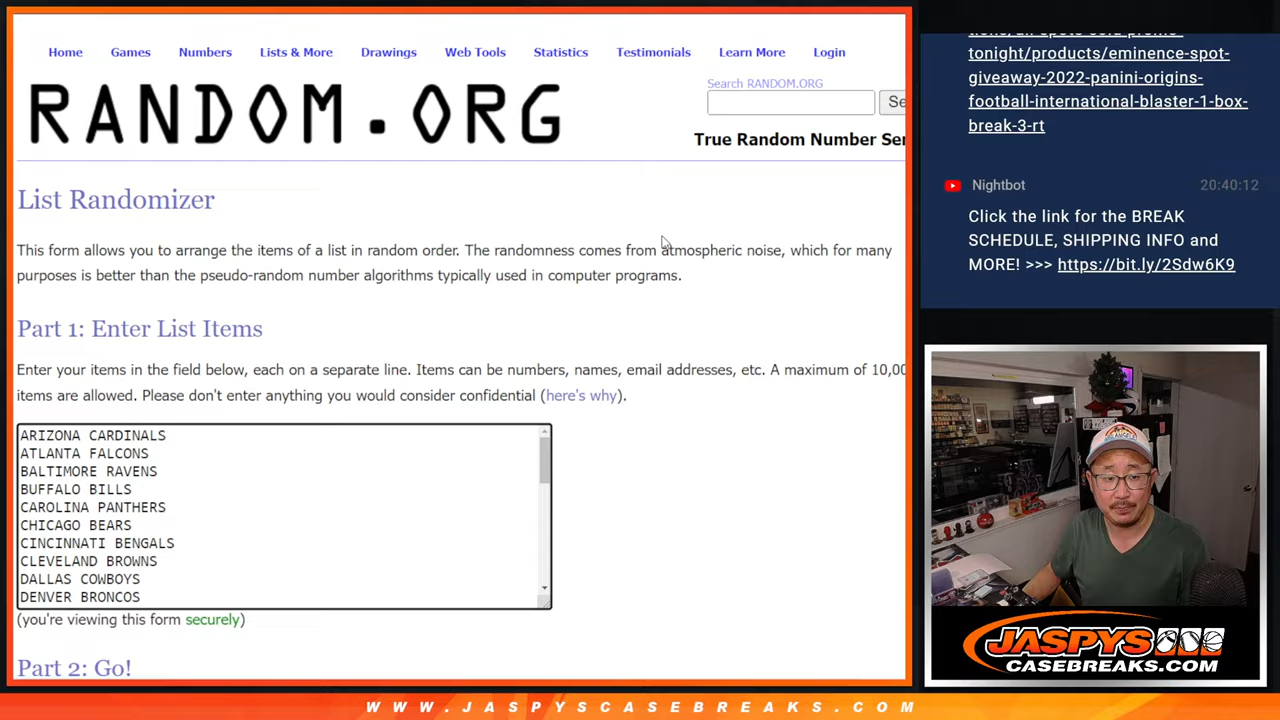 Home Games Numbers Lists & More Drawings Web Tools Statistics Testimonials Learn More Login
Search RANDOM.ORG
RANDOM.ORG
True Random Number Ser
List Randomizer
This form allows you to arrange the items of a list in random order. The randomness comes from atmospheric noise, which for many
purposes is better than the pseudo-random number algorithms typically used in computer programs.
Part 1: Enter List Items
Enter your items in the field below, each on a separate line. Items can be numbers, names, email addresses, etc. A maximum of 10,00
items are allowed. Please don't enter anything you would consider confidential (here's why).
ARIZONA CARDINALS
ATLANTA FALCONS
BALTIMORE RAVENS
BUFFALO BILLS
CAROLINA PANTHERS
CHICAGO BEARS
CINCINNATI BENGALS
CLEVELAND BROWNS
DALLAS COWBOYS
DENVER BRONCOS
(you're viewing this form securely)
Part 2: Go!
tonight/products/eminence-spot-
giveaway-2022-panini-origins-
football-international-blaster-1-box-
break-3-rt
Nightbot 20:40:12
Click the link for the BREAK
SCHEDULE, SHIPPING INFO and
MORE! >>> https://bit.ly/2Sdw6K9
JASPYS
CASEBREAKS.COM
WWW.JASPYSCASEBREAKS.COM